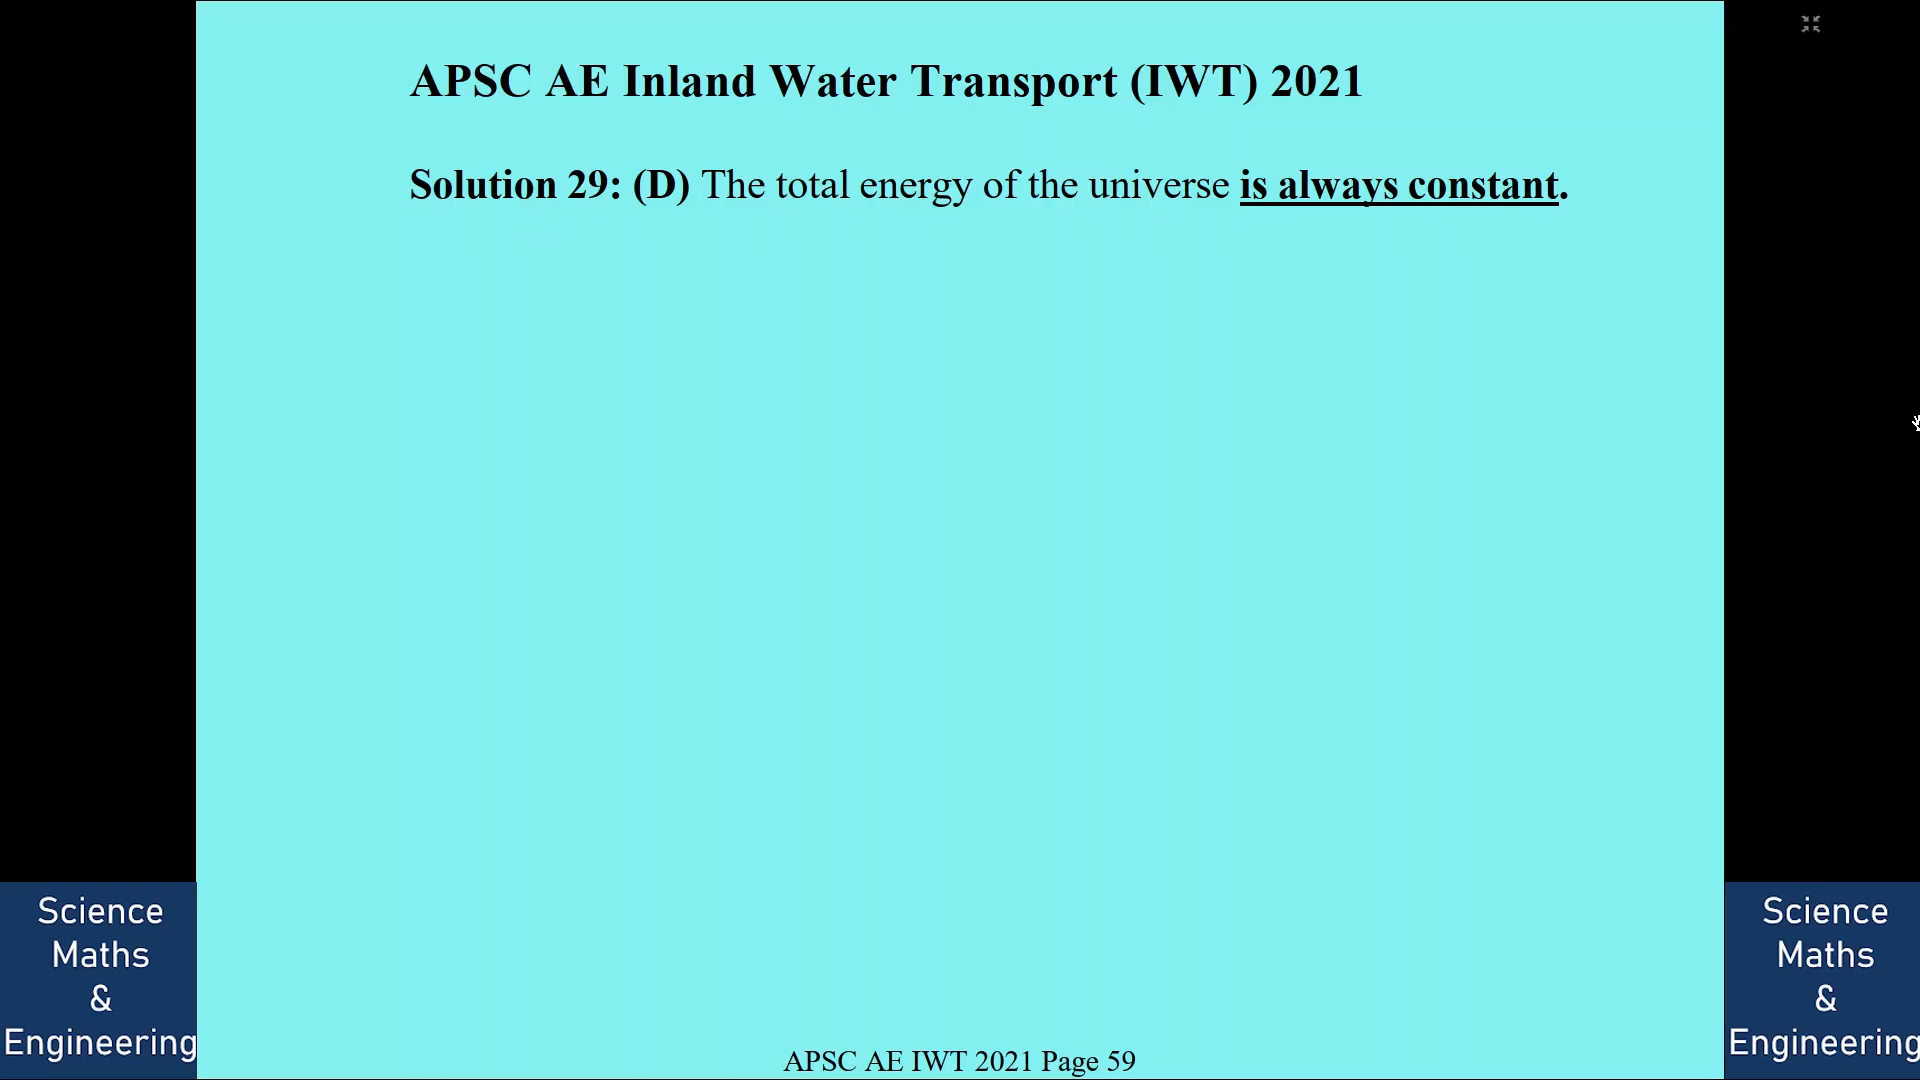 APSC AE Inland Water Transport (IWT) 2021
Solution 29: (D) The total energy of the universe is always constant.
Science
Maths
&
Engineering
Science
Maths
&
Engineering
APSC AE IWT 2021 Page 59